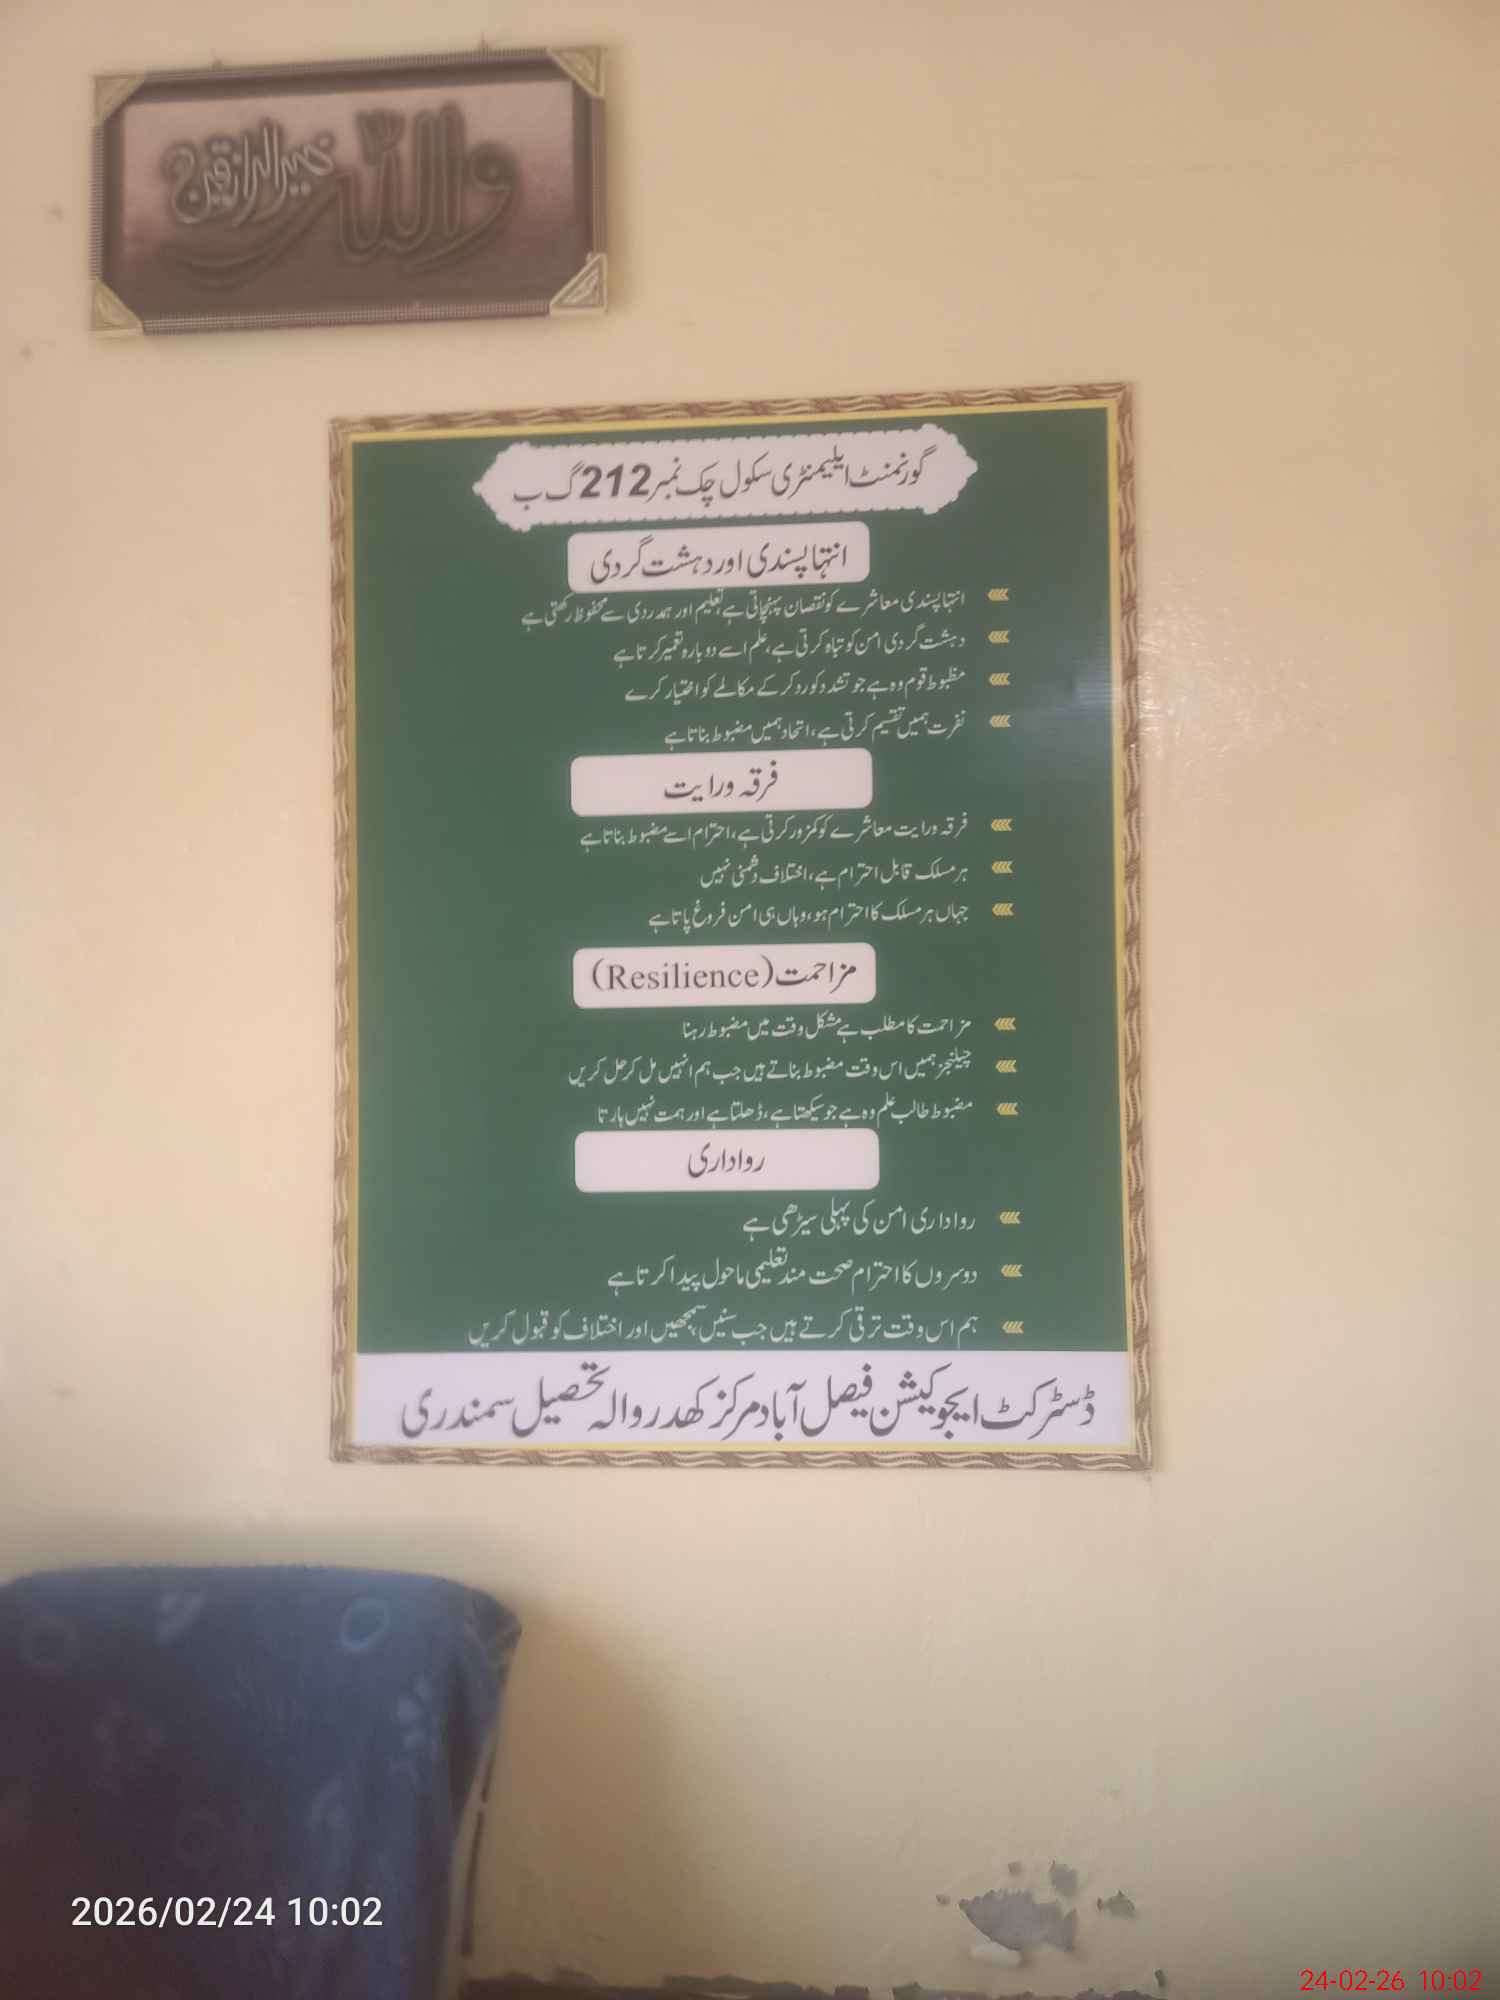 والله خير الرازقين
گورنمنٹ ایلیمنٹری سکول چک نمبر 212 گ ب
انتہا پسندی اور دہشت گردی
انتہا پسندی معاشرے کو نقصان پہنچاتی ہے، تعلیم اور ہمدردی سے محفوظ رکھتی ہے
دہشت گردی امن کو تباہ کرتی ہے، علم اسے دوبارہ تعمیر کرتا ہے
مظبوط قوم وہ ہے جو تشدد کو رد کر کے مکالمے کو اختیار کرے
نفرت ہمیں تقسیم کرتی ہے، اتحاد ہمیں مضبوط بناتا ہے
فرقہ ورایت
فرقہ ورایت معاشرے کو کمزور کرتی ہے، احترام اسے مضبوط بناتا ہے
ہر مسلک قابل احترام ہے، اختلاف دشمنی نہیں
جہاں ہر مسلک کا احترام ہو، وہاں ہی امن فروغ پاتا ہے
مزاحمت (Resilience)
مزاحمت کا مطلب ہے مشکل وقت میں مضبوط رہنا
چیلنجز ہمیں اس وقت مضبوط بناتے ہیں جب ہم انہیں مل کر حل کریں
مضبوط طالب علم وہ ہے جو سیکھتا ہے، ڈھلتا ہے اور ہمت نہیں ہارتا
رواداری
رواداری امن کی پہلی سیڑھی ہے
دوسروں کا احترام صحت مند تعلیمی ماحول پیدا کرتا ہے
ہم اس وقت ترقی کرتے ہیں جب سنیں، سمجھیں اور اختلاف کو قبول کریں
ڈسٹرکٹ ایجوکیشن فیصل آباد مرکز کھدر والہ تحصیل سمندری
2026/02/24 10:02
24-02-26 10:02